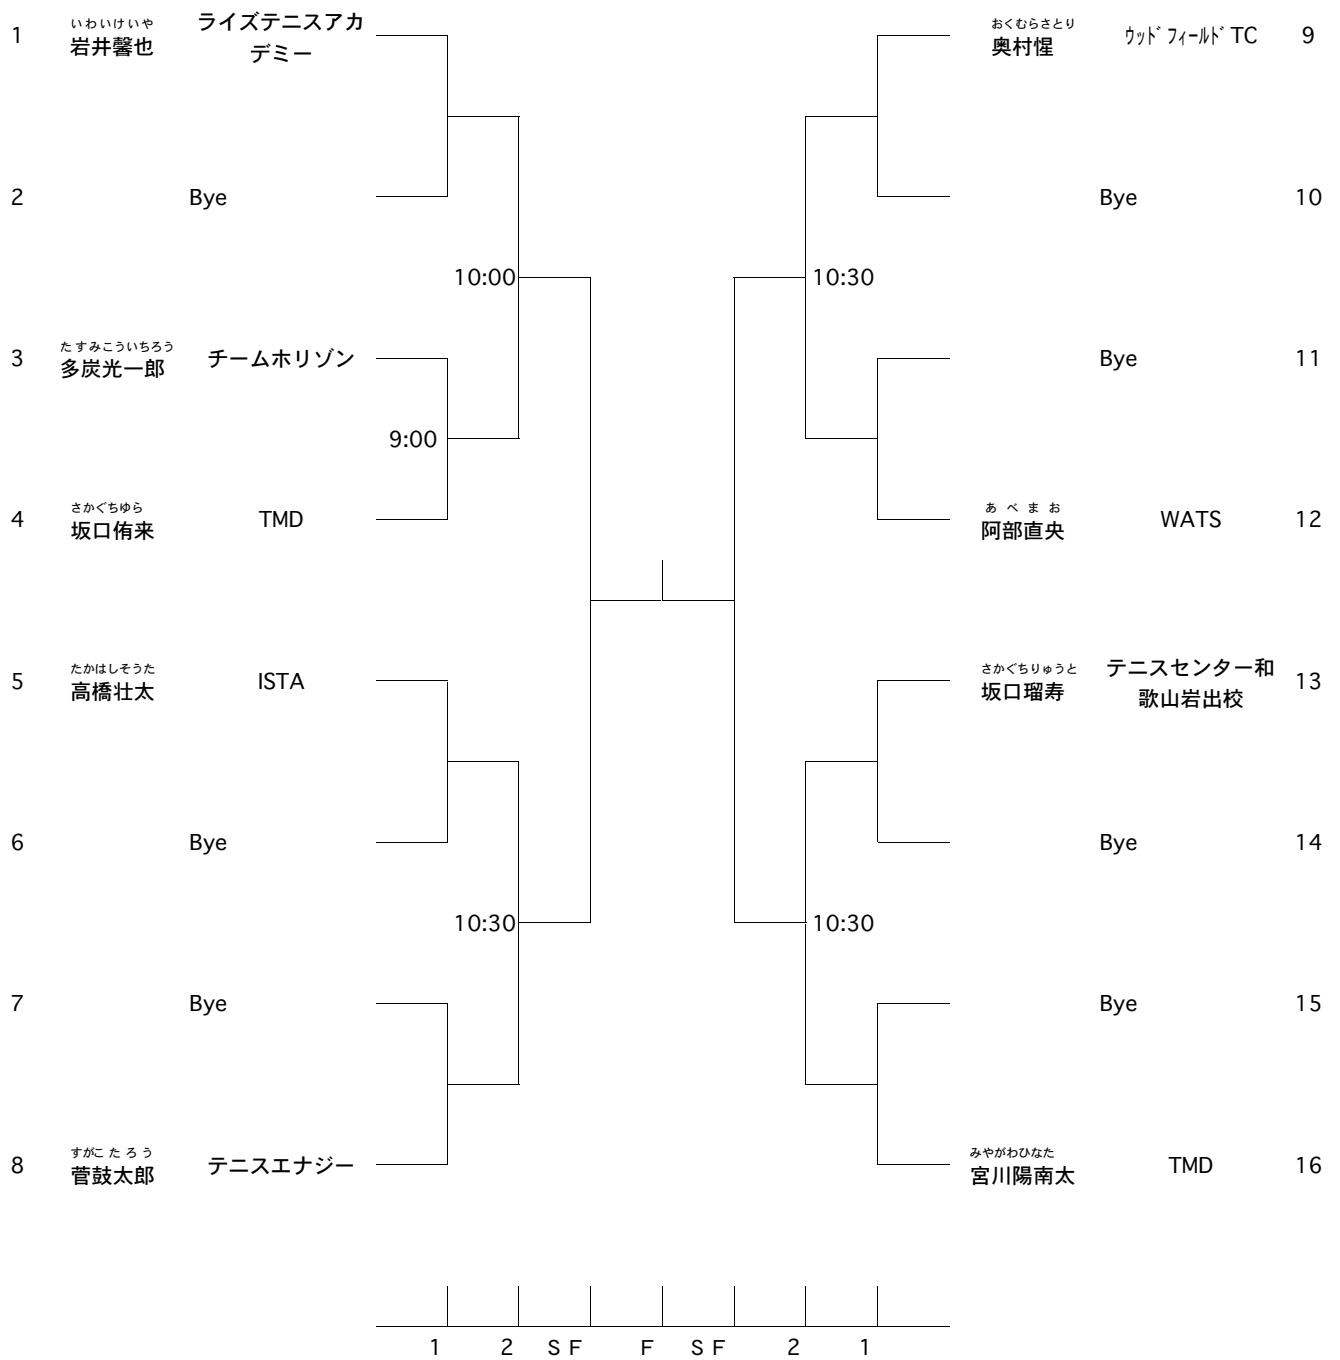 いわいけいや
1 岩井馨也 ライズテニスアカ
デミー
2 Bye
10:00
たすみこういちろう
3 多炭光一郎 チームホリゾン
9:00
さかぐちゆら
4 坂口侑来 TMD
たかはしそうた
5 高橋壮太 ISTA
6 Bye
10:30
7 Bye
すがこたろう
8 菅鼓太郎 テニスエナジー
おくむらさとり
奥村惺 ｳｯﾄﾞﾌｨｰﾙﾄﾞTC 9
Bye 10
10:30
Bye 11
あべまお
阿部直央 WATS 12
さかぐちりゅうと
坂口瑠寿 テニスセンター和
歌山岩出校 13
Bye 14
10:30
Bye 15
みやがわひなた
宮川陽南太 TMD 16
1 2 SF F SF 2 1